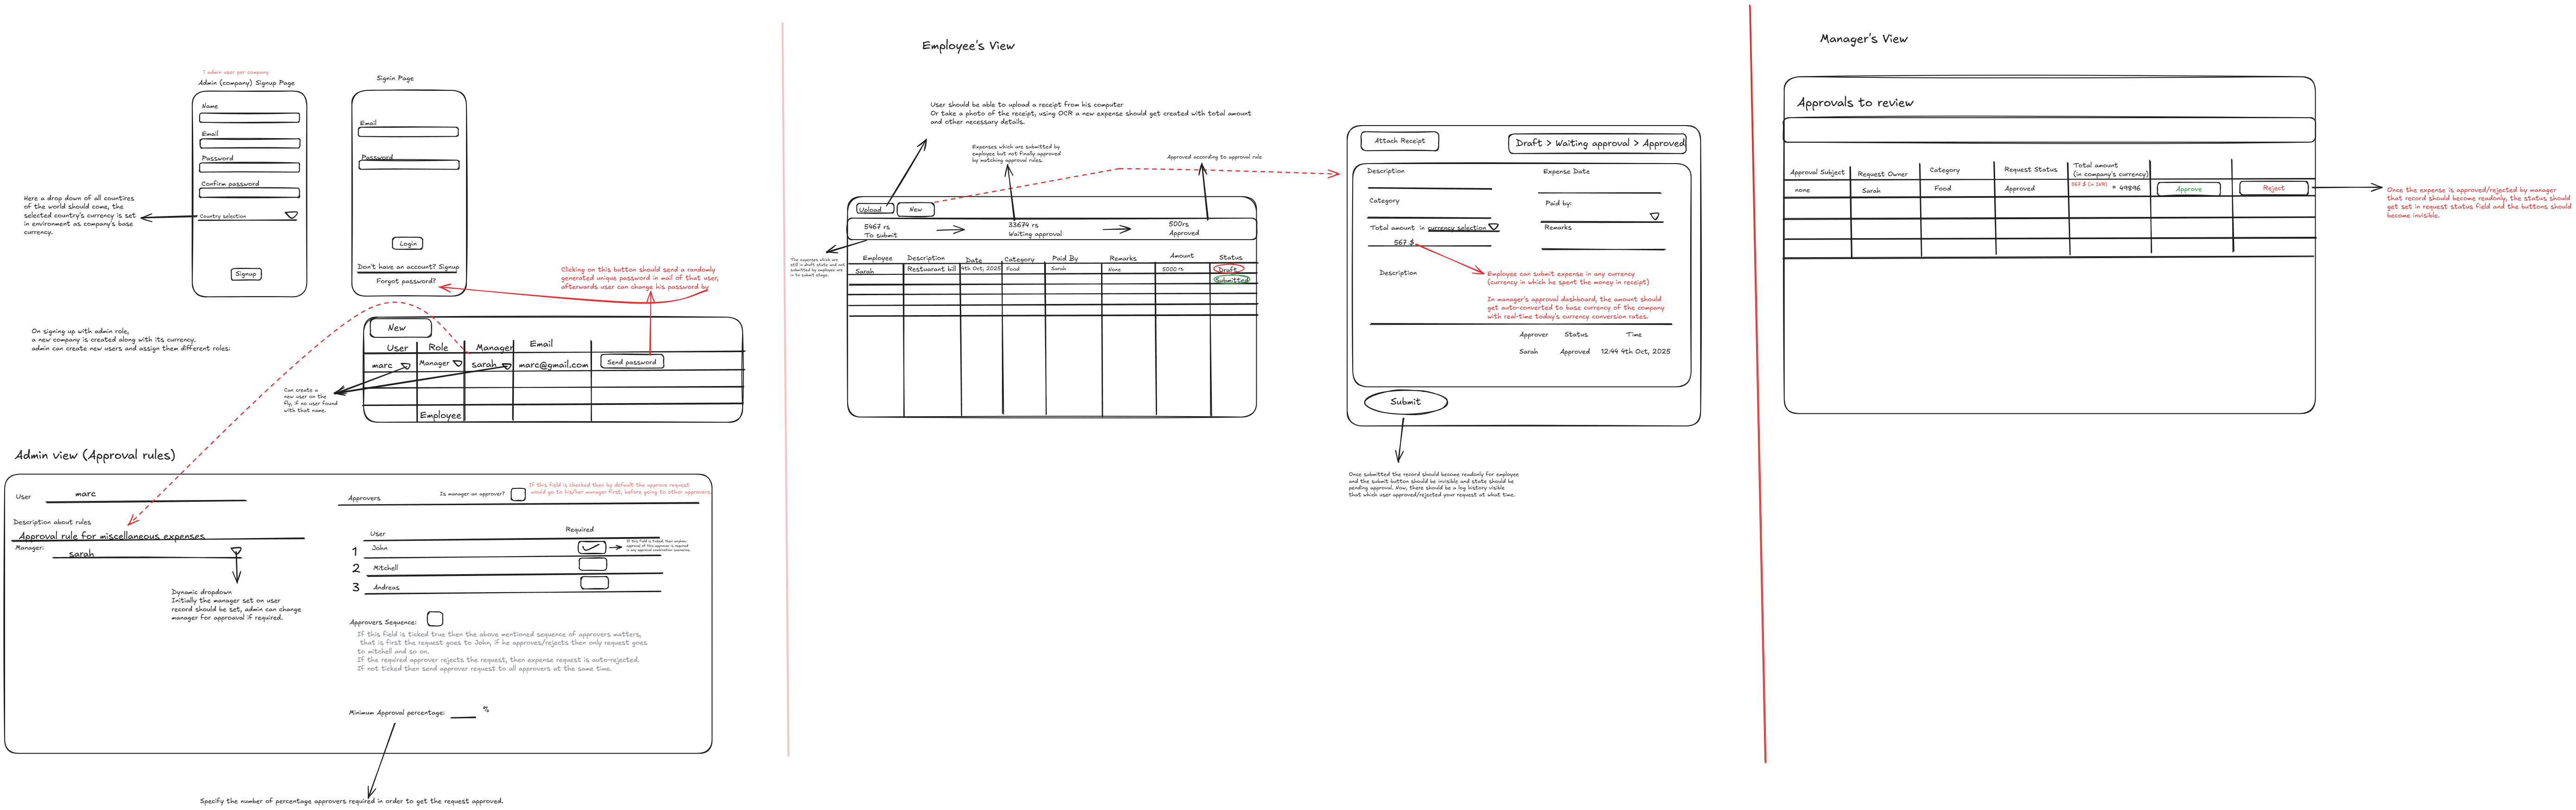 1 admin user per company
Admin (company) Signup Page
Name
Email
Password
Confirm password
Country selection
Signup
Here a drop down of all countires
of the world should come, the
selected country's currency is set
in environment as company's base
currency.
Signin Page
Email
Password
Login
Don't have an account? Signup
Forgot password?
Clicking on this button should send a randomly
generated unique password in mail of that user,
afterwards user can change his password by
On signing up with admin role,
a new company is created along with its currency.
admin can create new users and assign them different roles:
New
User Role Manager Email
marc Manager sarah marc@gmail.com Send password
Employee
Can create a
new user on the
fly, if no user found
with that name.
Admin view (Approval rules)
User marc
Description about rules
Approval rule for miscellaneous expenses
Manager: sarah
Dynamic dropdown
Initially the manager set on user
record should be set, admin can change
manager for approaval if required.
Approvers
Is manager an approver?
If this field is checked then by default the approve request
would go to his/her manager first, before going to other approvers.
User Required
1 John
If this field is ticked, then anyhow
approval of this approver is required
in any approval combination scenarios.
2 Mitchell
3 Andreas
Approvers Sequence:
If this field is ticked true then the above mentioned sequence of approvers matters,
that is first the request goes to John, if he approves/rejects then only request goes
to mitchell and so on.
If the required approver rejects the request, then expense request is auto-rejected.
If not ticked then send approver request to all approvers at the same time.
Minimum Approval percentage: %
Specify the number of percentage approvers required in order to get the request approved.
Employee's View
User should be able to upload a receipt from his computer
Or take a photo of the receipt, using OCR a new expense should get created with total amount
and other necessary details.
Expenses which are submitted by
employee but not finally approved
by matching approval rules.
Approved according to approval rule
Upload New
5467 rs
To submit
33674 rs
Waiting approval
500rs
Approved
The expenses which are
still in draft state and not
submitted by employee are
in to submit stage.
Employee Description Date Category Paid By Remarks Amount Status
Sarah Restuarant bill 4th Oct, 2025 Food Sarah None 5000 rs Draft
Submitted
Attach Receipt
Draft > Waiting approval > Approved
Description
Expense Date
Category
Paid by:
Total amount in currency selection
567 $
Remarks
Description
Employee can submit expense in any currency
(currency in which he spent the money in receipt)
In manager's approval dashboard, the amount should
get auto-converted to base currency of the company
with real-time today's currency conversion rates.
Approver Status Time
Sarah Approved 12:44 4th Oct, 2025
Submit
Once submitted the record should become readonly for employee
and the submit button should be invisible and state should be
pending approval. Now, there should be a log history visible
that which user approved/rejected your request at what time.
Manager's View
Approvals to review
Approval Subject Request Owner Category Request Status Total amount
(in company's currency)
none Sarah Food Approved 567 $ (in INR) = 49896 Approve Reject
Once the expense is approved/rejected by manager
that record should become readonly, the status should
get set in request status field and the buttons should
become invisible.